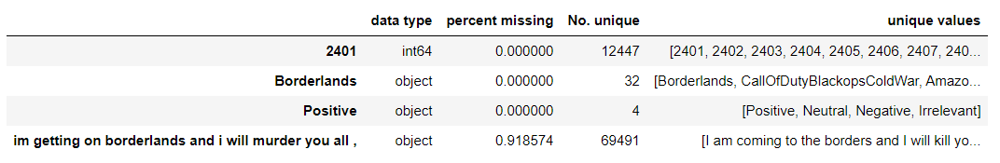 data type percent missing No. unique unique values
2401 int64 0.000000 12447 [2401, 2402, 2403, 2404, 2405, 2406, 2407, 240...
Borderlands object 0.000000 32 [Borderlands, CallOfDutyBlackopsColdWar, Amazo...
Positive object 0.000000 4 [Positive, Neutral, Negative, Irrelevant]
im getting on borderlands and i will murder you all , object 0.918574 69491 [I am coming to the borders and I will kill yo...